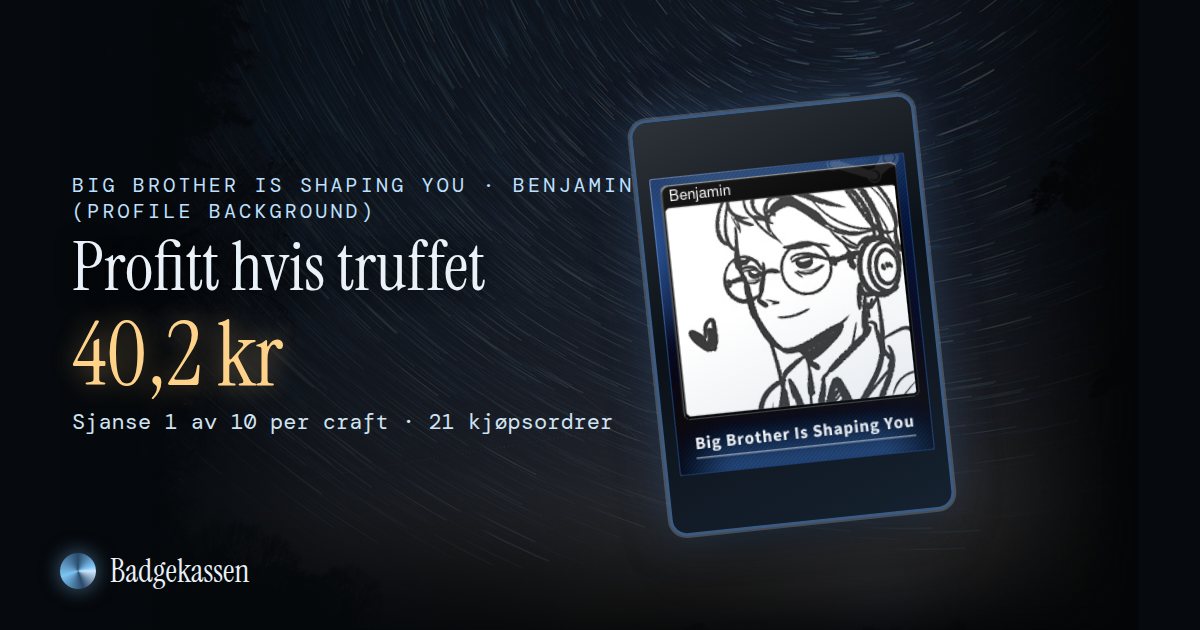 BIG BROTHER IS SHAPING YOU · BENJAMIN
(PROFILE BACKGROUND)
Profitt hvis truffet
40,2 kr
Sjanse 1 av 10 per craft · 21 kjøpsordrer
Benjamin
Big Brother Is Shaping You
Badgekassen